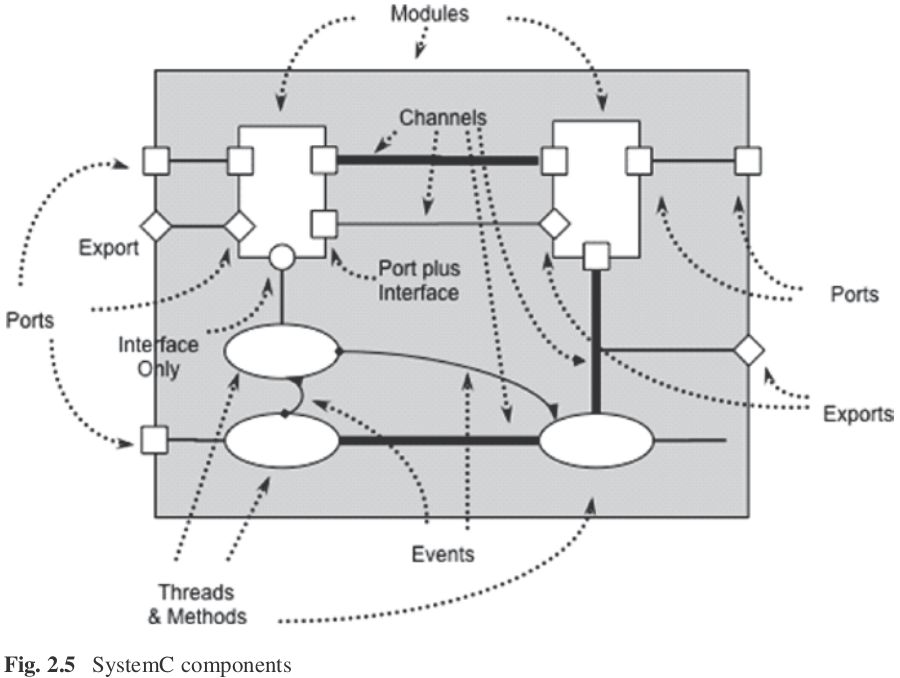 Modules
Channels
Export
Port plus
Interface
Ports
Ports
Interface
Only
Exports
Events
Threads
& Methods
Fig. 2.5 SystemC components